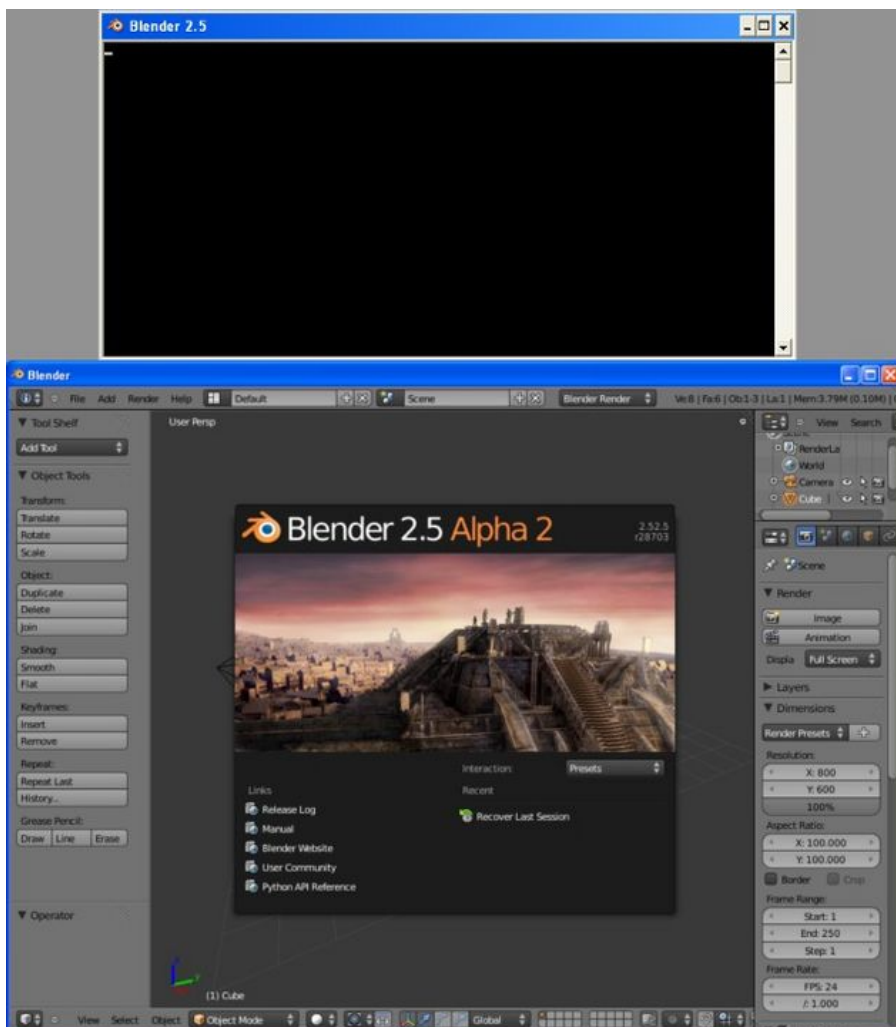 Blender 2.5
Blender
File Add Render Help Default Scene Blender Render Ve:8 | Fa:6 | Ob:1-3 | La:1 | Mem:3.79M (0.10M) |
Tool Shelf
Add Tool
Object Tools
Transform:
Translate
Rotate
Scale
Object:
Duplicate
Delete
Join
Shading:
Smooth
Flat
Keyframes:
Insert
Remove
Repeat:
Repeat Last
History...
Grease Pencil:
Draw Line Erase
Operator
User Persp
Blender 2.5 Alpha 2
2.52.5
r28703
Interaction: Presets
Links
Release Log
Manual
Blender Website
User Community
Python API Reference
Recent
Recover Last Session
(1) Cube
View Select Object Object Mode Global
View Search
RenderLa
World
Camera
Cube
Scene
Render
Image
Animation
Displa Full Screen
Layers
Dimensions
Render Presets
Resolution:
X: 800
Y: 600
100%
Aspect Ratio:
X: 100.000
Y: 100.000
Border Crop
Frame Range:
Start: 1
End: 250
Step: 1
Frame Rate:
FPS: 24
/: 1.000